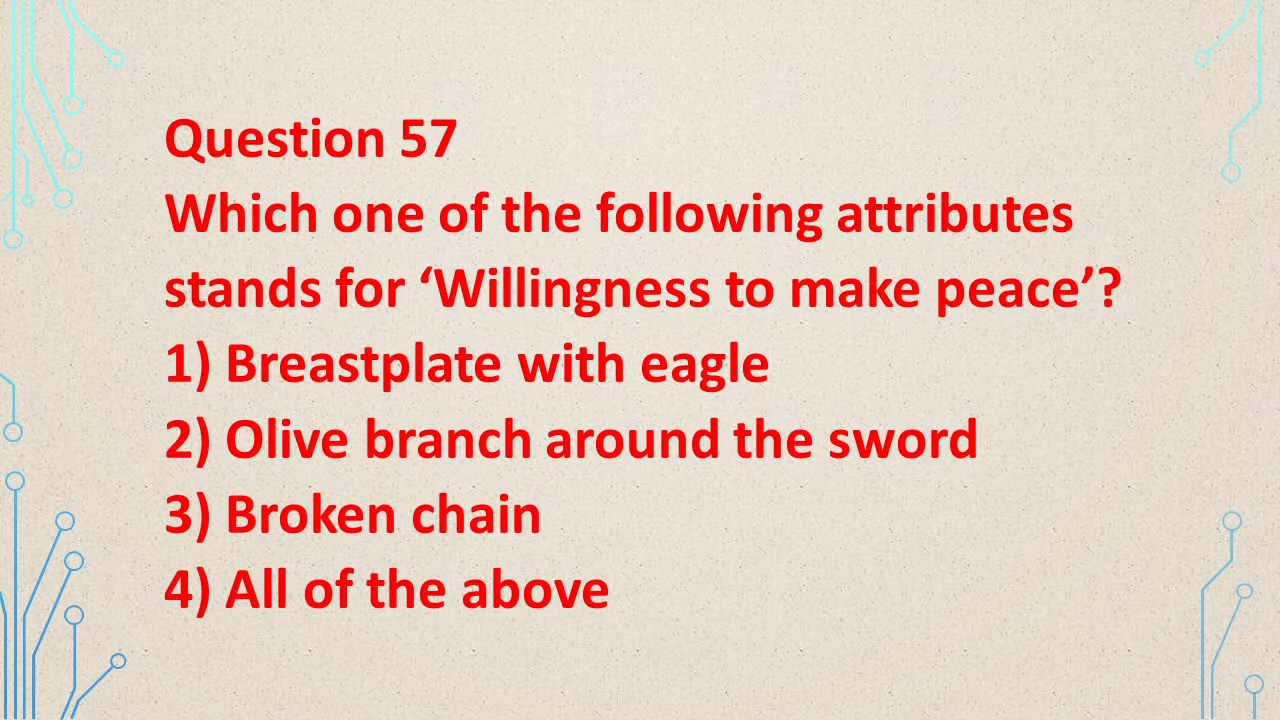 Question 57
Which one of the following attributes
stands for ‘Willingness to make peace’?
1) Breastplate with eagle
2) Olive branch around the sword
3) Broken chain
4) All of the above